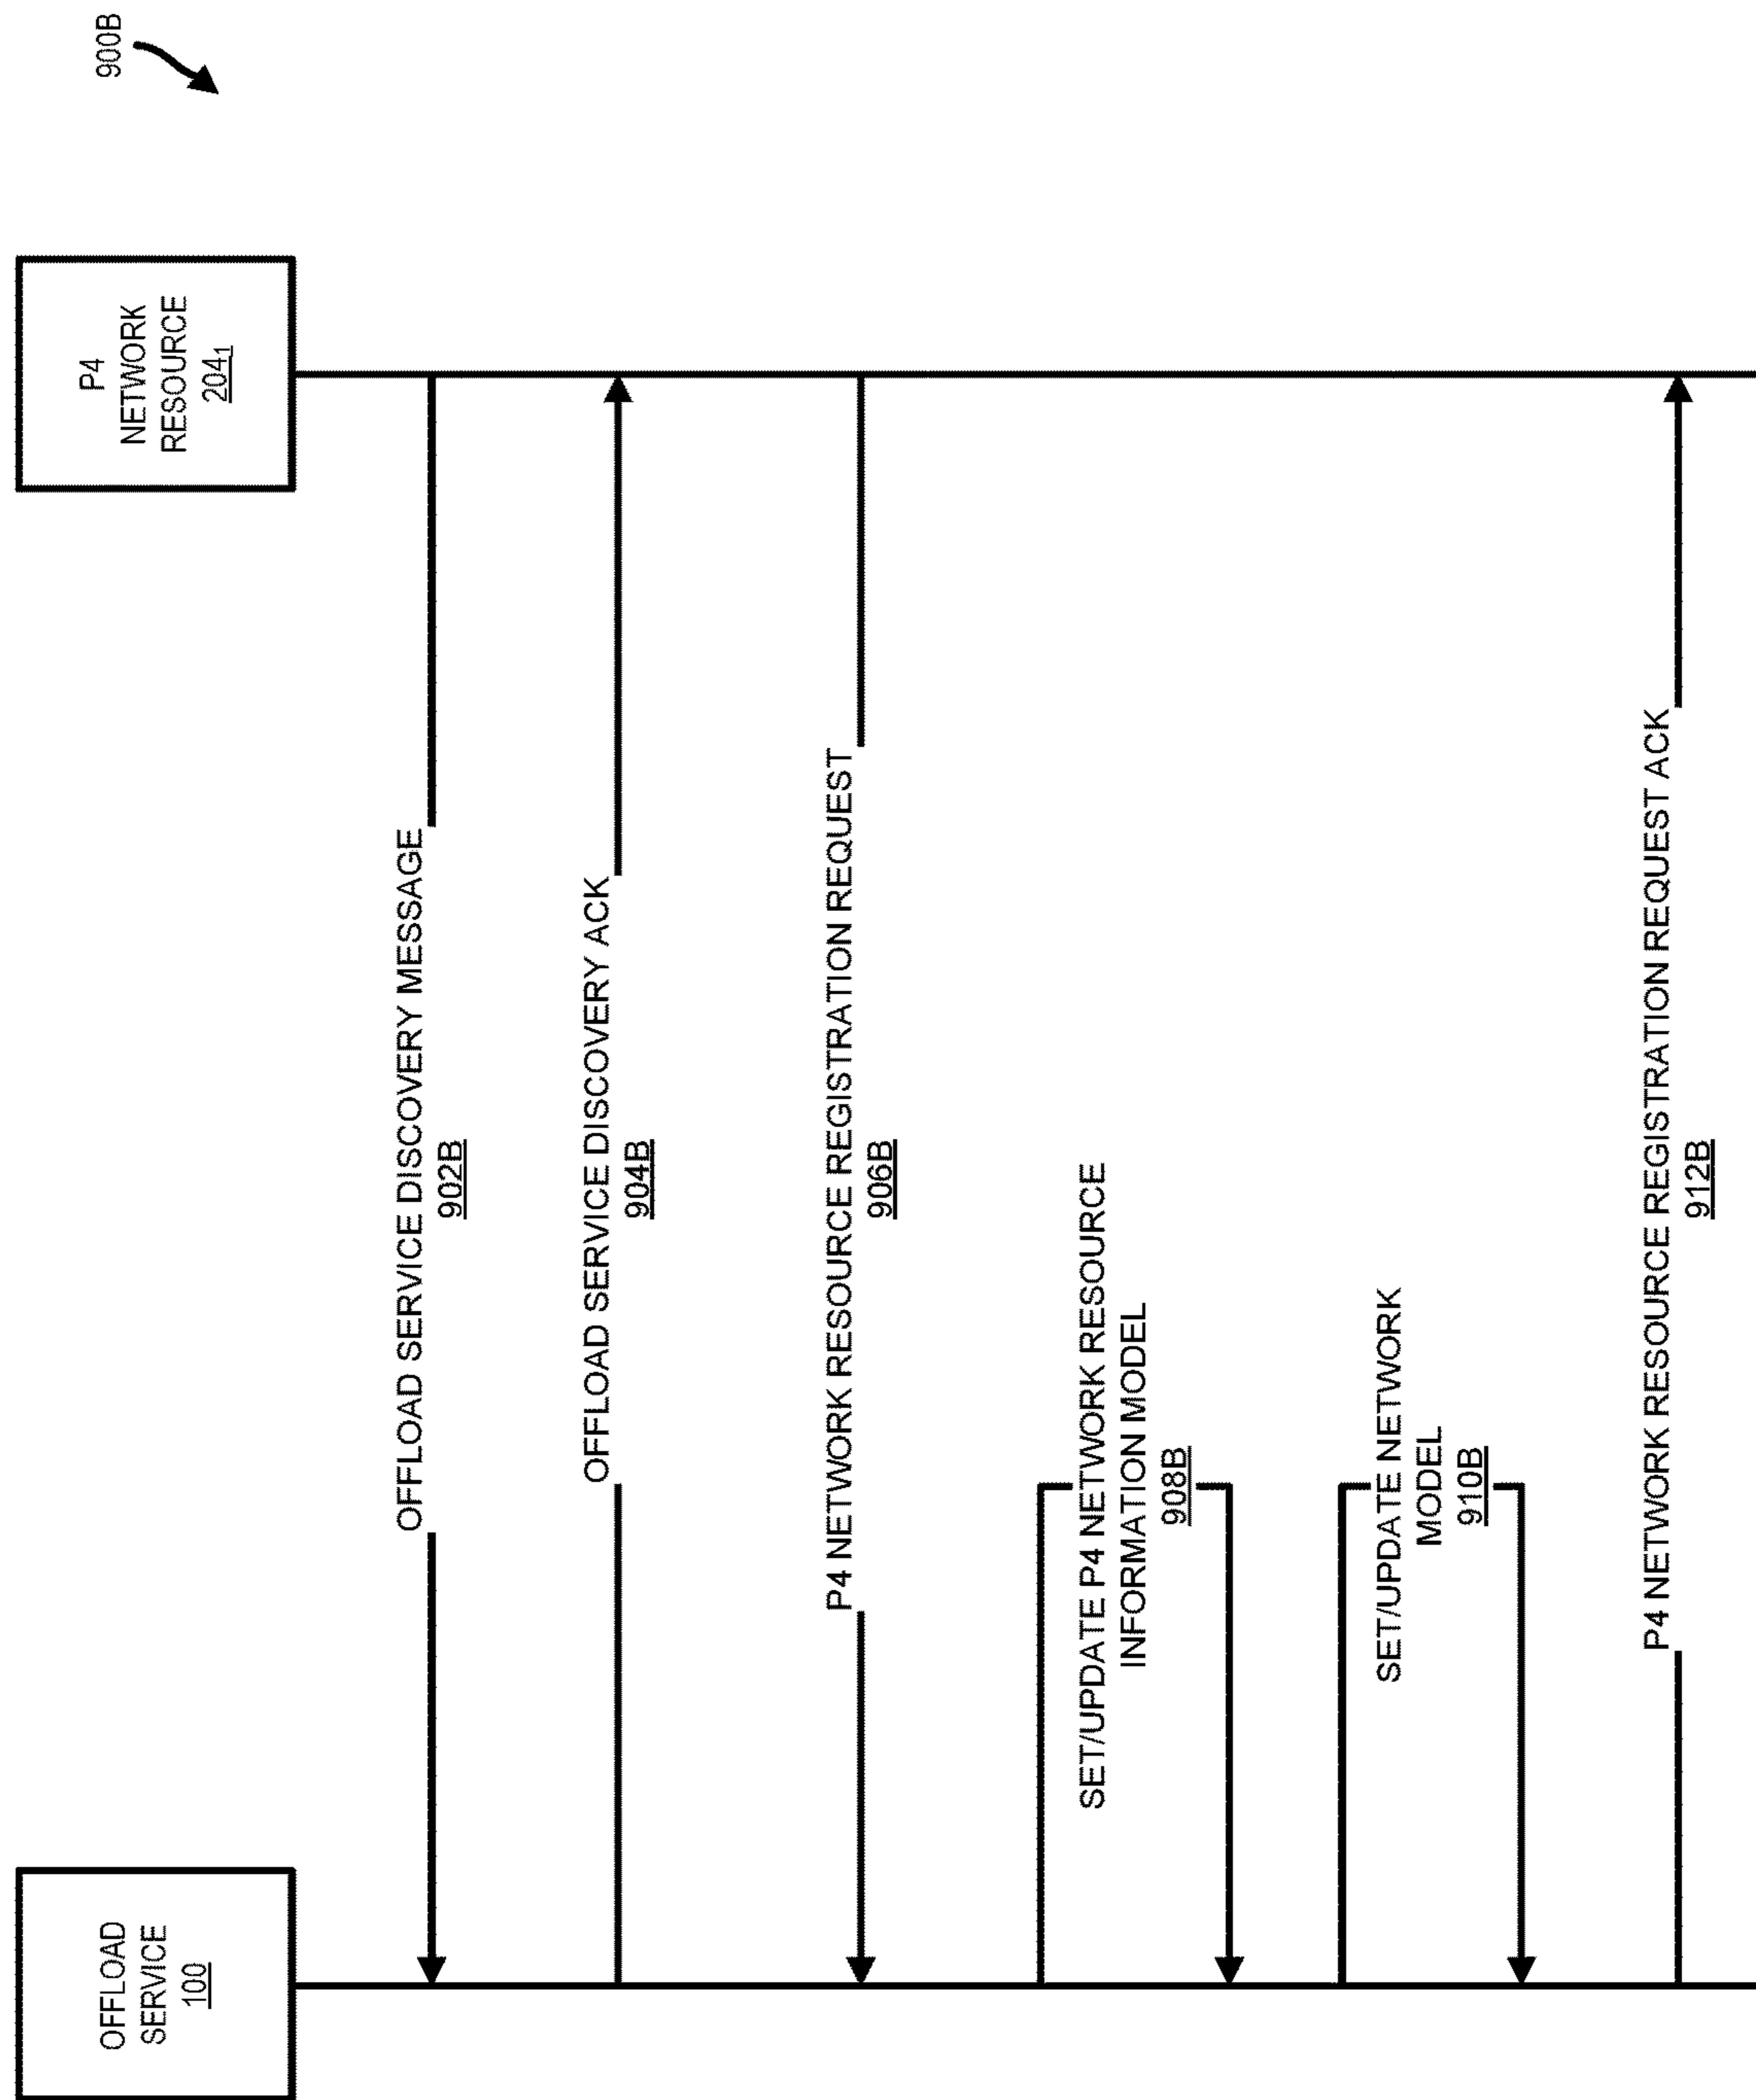 900B
OFFLOAD
SERVICE
100
P4
NETWORK
RESOURCE
204₁
OFFLOAD SERVICE DISCOVERY MESSAGE
902B
OFFLOAD SERVICE DISCOVERY ACK
904B
P4 NETWORK RESOURCE REGISTRATION REQUEST
906B
SET/UPDATE P4 NETWORK RESOURCE
INFORMATION MODEL
908B
SET/UPDATE NETWORK
MODEL
910B
P4 NETWORK RESOURCE REGISTRATION REQUEST ACK
912B